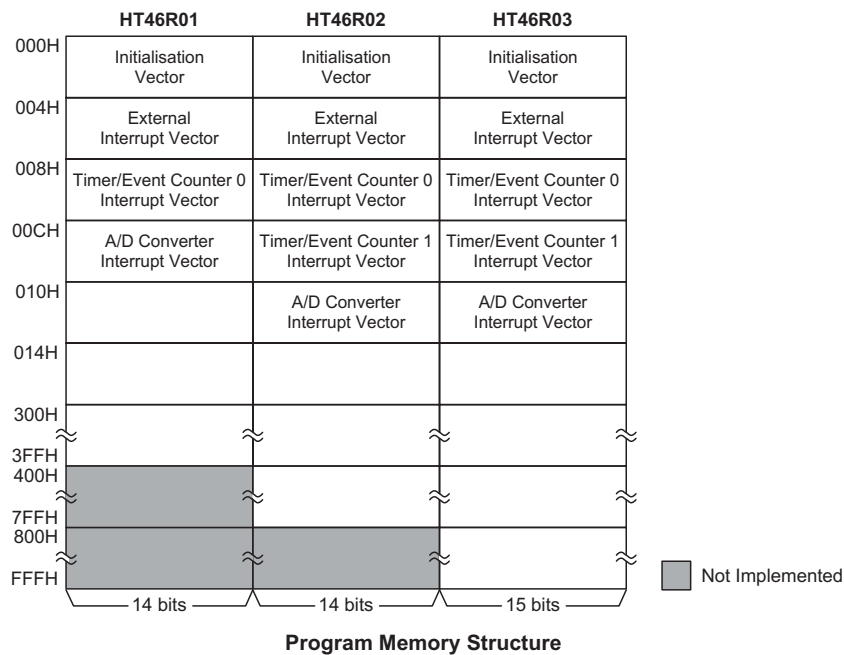 HT46R01 HT46R02 HT46R03
000H
Initialisation
Vector
Initialisation
Vector
Initialisation
Vector
004H
External
Interrupt Vector
External
Interrupt Vector
External
Interrupt Vector
008H
Timer/Event Counter 0
Interrupt Vector
Timer/Event Counter 0
Interrupt Vector
Timer/Event Counter 0
Interrupt Vector
00CH
A/D Converter
Interrupt Vector
Timer/Event Counter 1
Interrupt Vector
Timer/Event Counter 1
Interrupt Vector
010H
A/D Converter
Interrupt Vector
A/D Converter
Interrupt Vector
014H
300H
3FFH
400H
7FFH
800H
FFFH
Not Implemented
14 bits 14 bits 15 bits
Program Memory Structure